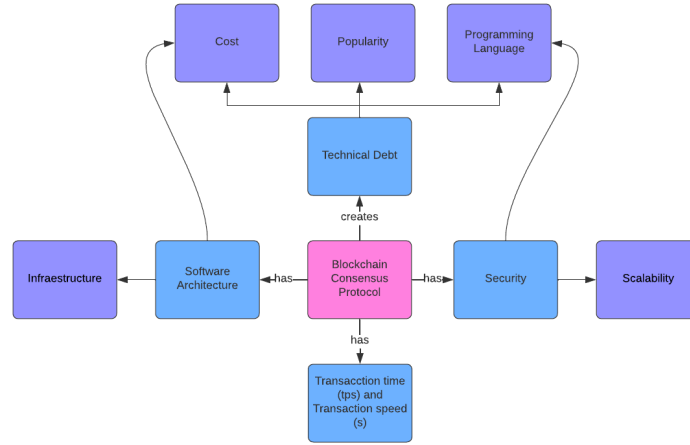 Cost
Popularity
Programming
Language
Technical Debt
creates
Infraestructure
Software
Architecture
has
Blockchain
Consensus
Protocol
has
Security
Scalability
has
Transacction time
(tps) and
Transaction speed
(s)